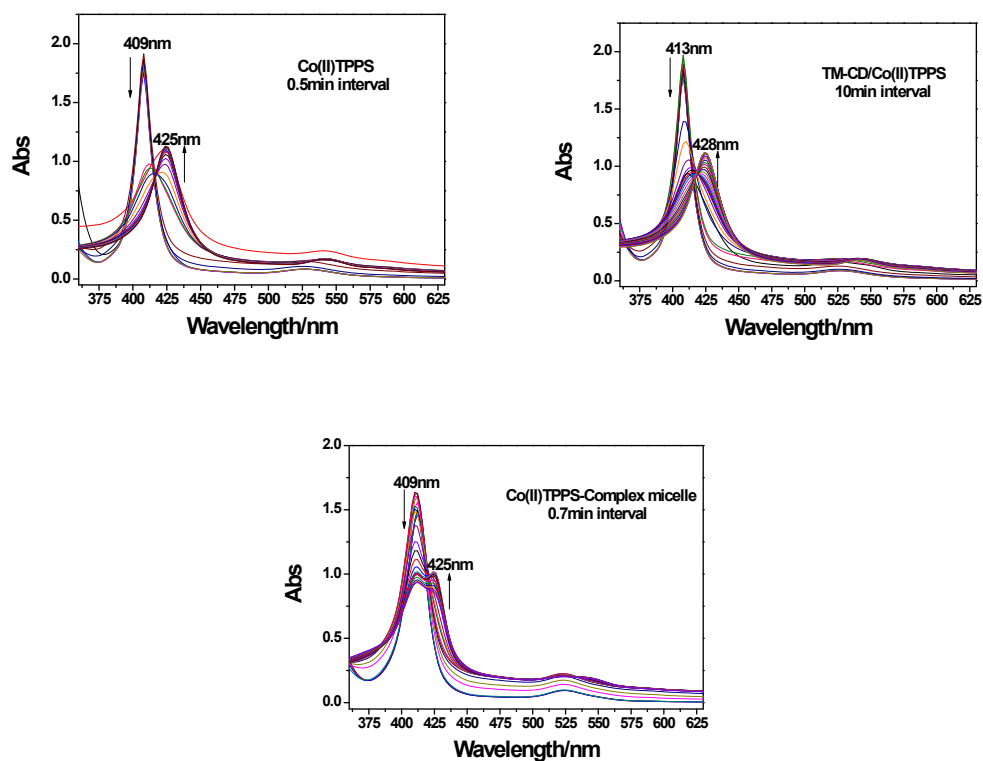 2.0
1.5
1.0
0.5
0.0
Abs
409nm
425nm
Co(II)TPPS
0.5min interval
375 400 425 450 475 500 525 550 575 600 625
Wavelength/nm
2.0
1.5
1.0
0.5
0.0
Abs
413nm
428nm
TM-CD/Co(II)TPPS
10min interval
375 400 425 450 475 500 525 550 575 600 625
Wavelength/nm
2.0
1.5
1.0
0.5
0.0
Abs
409nm
425nm
Co(II)TPPS-Complex micelle
0.7min interval
375 400 425 450 475 500 525 550 575 600 625
Wavelength/nm